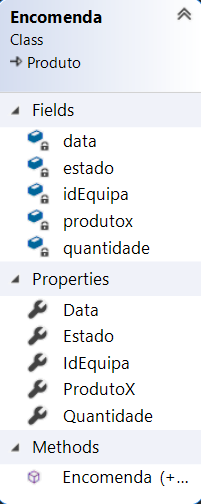 Encomenda
Class
Produto
Fields
data
estado
idEquipa
produtox
quantidade
Properties
Data
Estado
IdEquipa
ProdutoX
Quantidade
Methods
Encomenda (+...